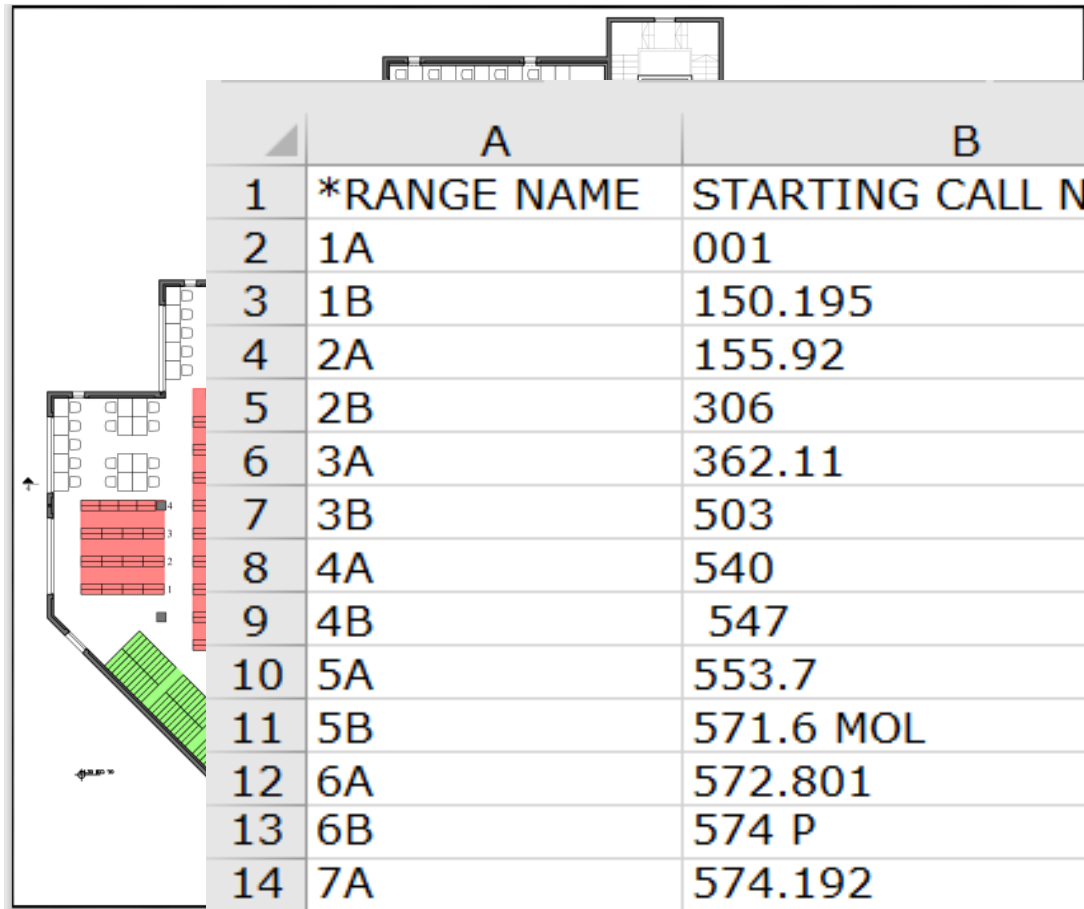 A B
1 *RANGE NAME STARTING CALL N
2 1A 001
3 1B 150.195
4 2A 155.92
5 2B 306
6 3A 362.11
7 3B 503
8 4A 540
9 4B 547
10 5A 553.7
11 5B 571.6 MOL
12 6A 572.801
13 6B 574 P
14 7A 574.192
4
3
2
1